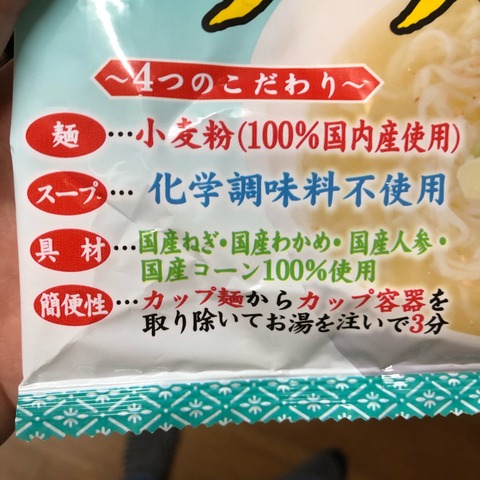 ～4つのこだわり～
麺…小麦粉(100%国内産使用)
スープ…化学調味料不使用
具材…国産ねぎ・国産わかめ・国産人参・
国産コーン100%使用
簡便性…カップ麺からカップ容器を
取り除いてお湯を注いで3分